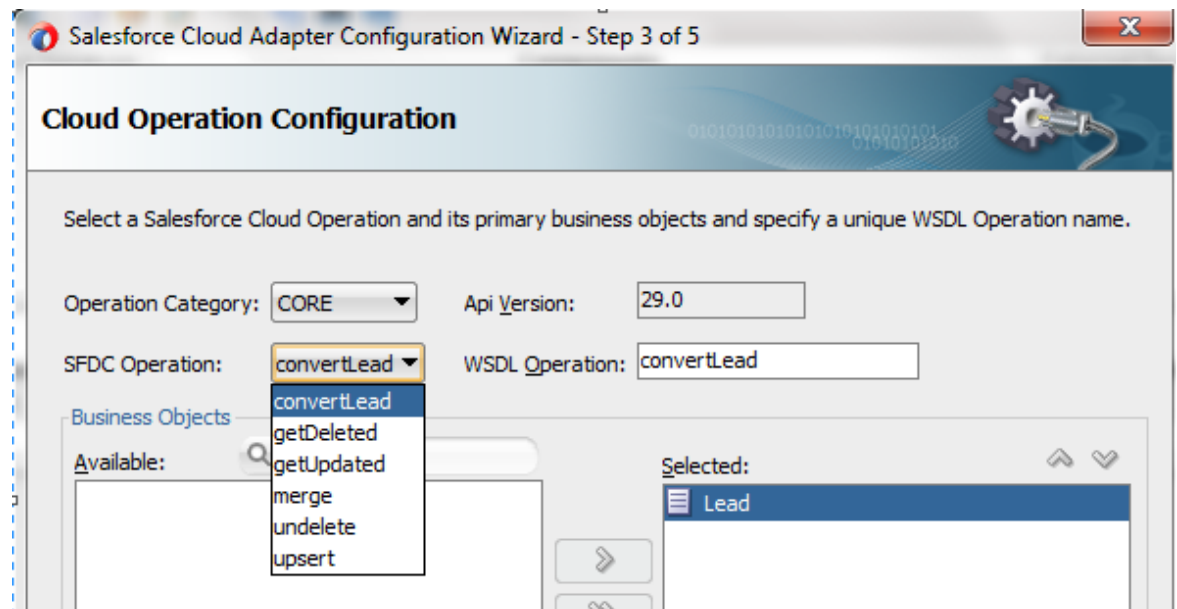 Salesforce Cloud Adapter Configuration Wizard - Step 3 of 5
Cloud Operation Configuration
Select a Salesforce Cloud Operation and its primary business objects and specify a unique WSDL Operation name.
Operation Category: CORE Api Version: 29.0
SFDC Operation: convertLead WSDL Operation: convertLead
convertLead
Business Objects
getDeleted
Available: getUpdated Selected:
merge
Lead
undelete
upsert